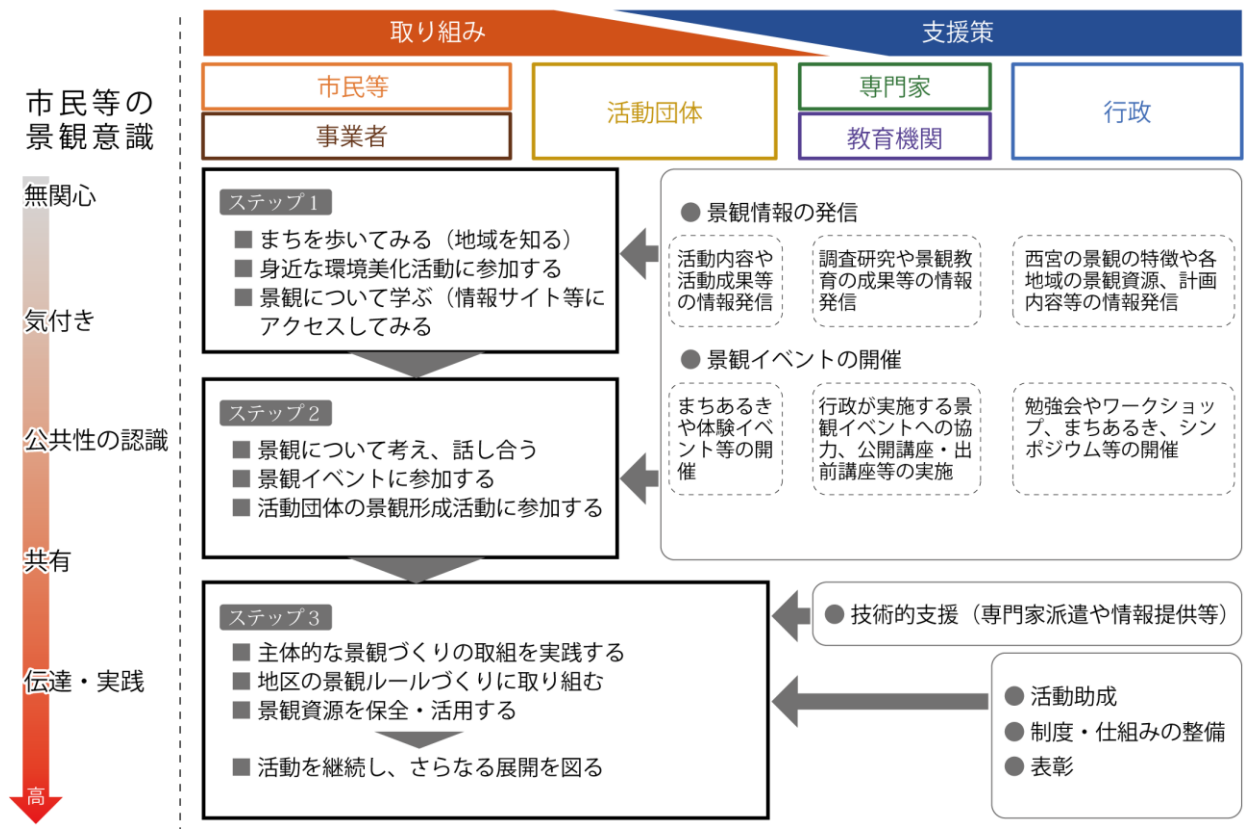 取り組み
支援策
市民等の
景観意識
市民等
事業者
活動団体
専門家
教育機関
行政
無関心
気付き
公共性の認識
共有
伝達・実践
高
ステップ1
■ まちを歩いてみる（地域を知る）
■ 身近な環境美化活動に参加する
■ 景観について学ぶ（情報サイト等に
アクセスしてみる
ステップ2
■ 景観について考え、話し合う
■ 景観イベントに参加する
■ 活動団体の景観形成活動に参加する
ステップ3
■ 主体的な景観づくりの取組を実践する
■ 地区の景観ルールづくりに取り組む
■ 景観資源を保全・活用する
■ 活動を継続し、さらなる展開を図る
● 景観情報の発信
活動内容や
活動成果等
の情報発信
調査研究や景観教
育の成果等の情報
発信
西宮の景観の特徴や各
地域の景観資源、計画
内容等の情報発信
● 景観イベントの開催
まちあるき
や体験イベ
ント等の開
催
行政が実施する景
観イベントへの協
力、公開講座・出
前講座等の実施
勉強会やワークショッ
プ、まちあるき、シン
ポジウム等の開催
● 技術的支援（専門家派遣や情報提供等）
● 活動助成
● 制度・仕組みの整備
● 表彰